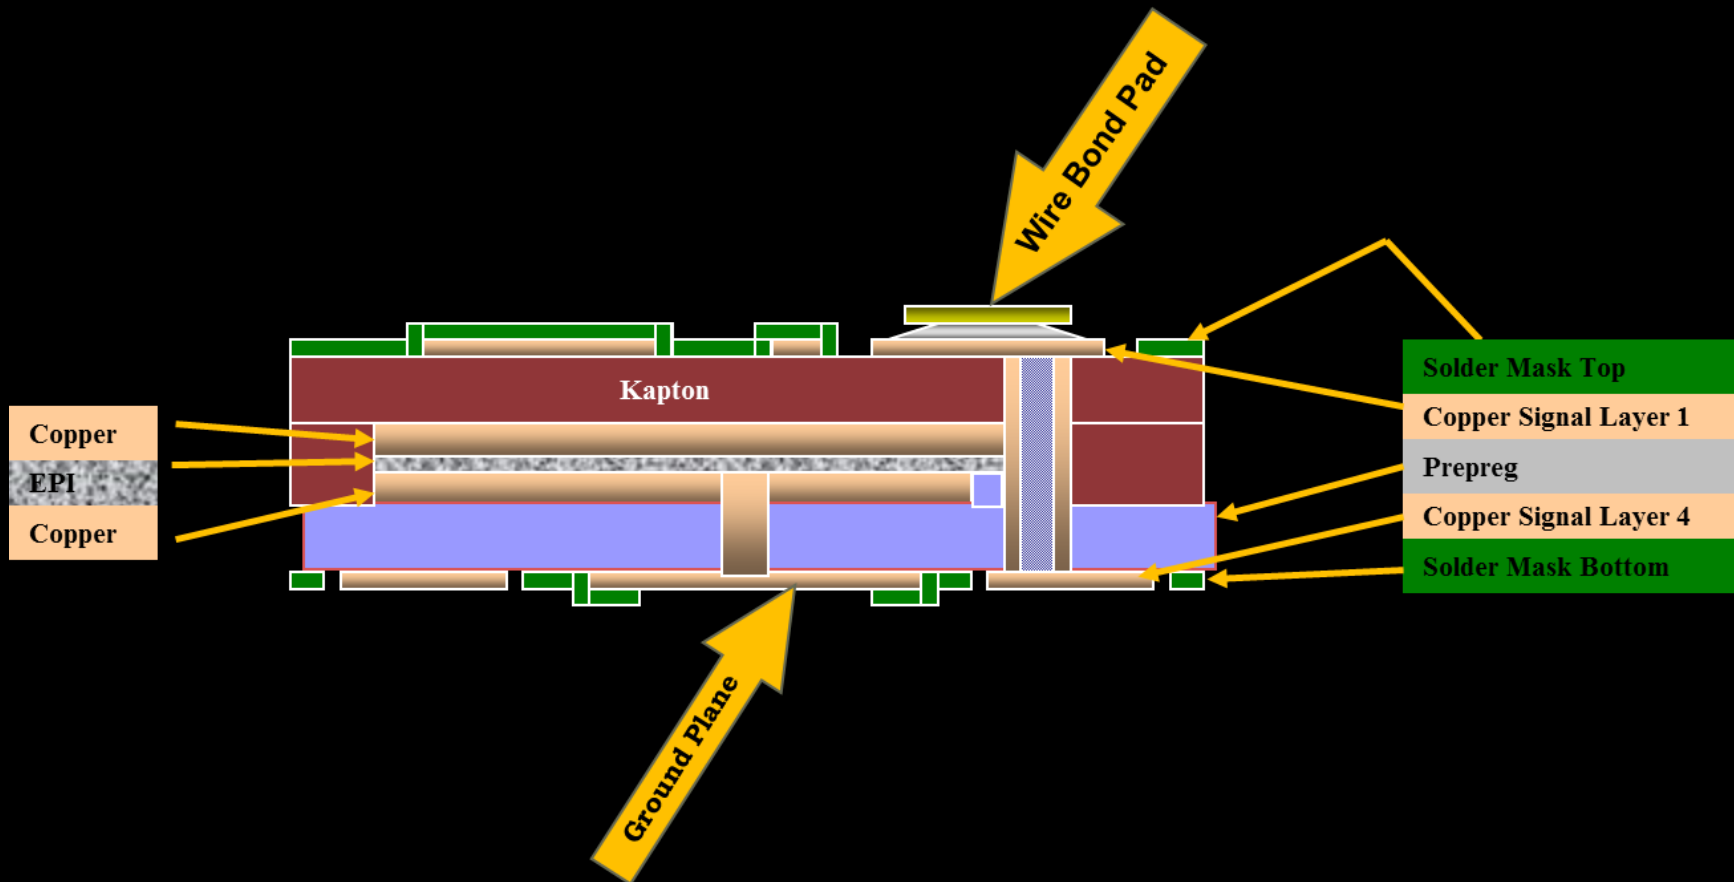 Wire Bond Pad
Kapton
Copper
EPI
Copper
Solder Mask Top
Copper Signal Layer 1
Prepreg
Copper Signal Layer 4
Solder Mask Bottom
Ground Plane